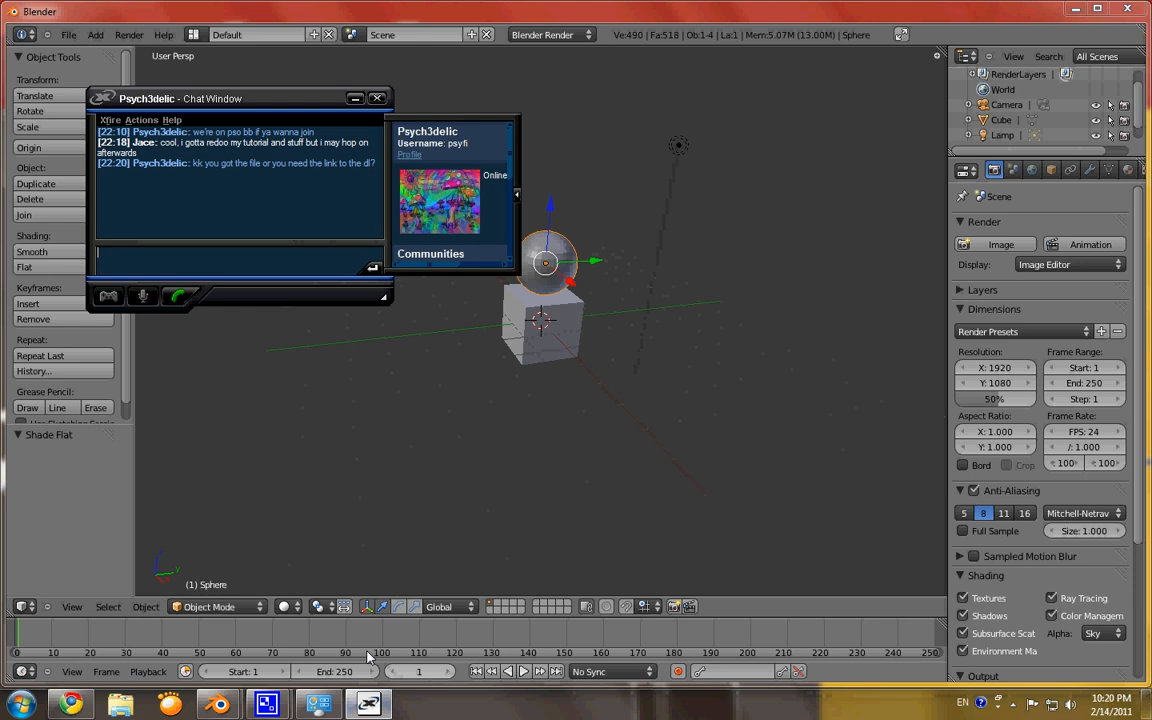 Blender
File Add Render Help Default Scene Blender Render Ve:490 | Fa:518 | Ob:1-4 | La:1 | Mem:5.07M (13.00M) | Sphere
Object Tools
Transform:
Translate
Rotate
Scale
Origin
Object:
Duplicate
Delete
Join
Shading:
Smooth
Flat
Keyframes:
Insert
Remove
Repeat:
Repeat Last
History...
Grease Pencil:
Draw Line Erase
Shade Flat
User Persp
Psych3delic - Chat Window
Xfire Actions Help
[22:10] Psych3delic: we're on pso bb if ya wanna join
[22:18] Jace: cool, i gotta redoo my tutorial and stuff but i may hop on
afterwards
[22:20] Psych3delic: kk you got the file or you need the link to the dl?
Psych3delic
Username: psyfi
Profile
Online
Communities
(1) Sphere
View Select Object Object Mode Global
0 10 20 30 40 50 60 70 80 90 100 110 120 130 140 150 160 170 180 190 200 210 220 230 240 250
View Frame Playback Start: 1 End: 250 1 No Sync
View Search All Scenes
RenderLayers
World
Camera
Cube
Lamp
Scene
Render
Image Animation
Display: Image Editor
Layers
Dimensions
Render Presets
Resolution: Frame Range:
X: 1920 Start: 1
Y: 1080 End: 250
50% Step: 1
Aspect Ratio: Frame Rate:
X: 1.000 FPS: 24
Y: 1.000 /: 1.000
Bord Crop : 100 : 100
Anti-Aliasing
5 8 11 16 Mitchell-Netrav
Full Sample Size: 1.000
Sampled Motion Blur
Shading
Textures Ray Tracing
Shadows Color Managem
Subsurface Scat Alpha: Sky
Environment Ma
Output
EN 10:20 PM
2/14/2011